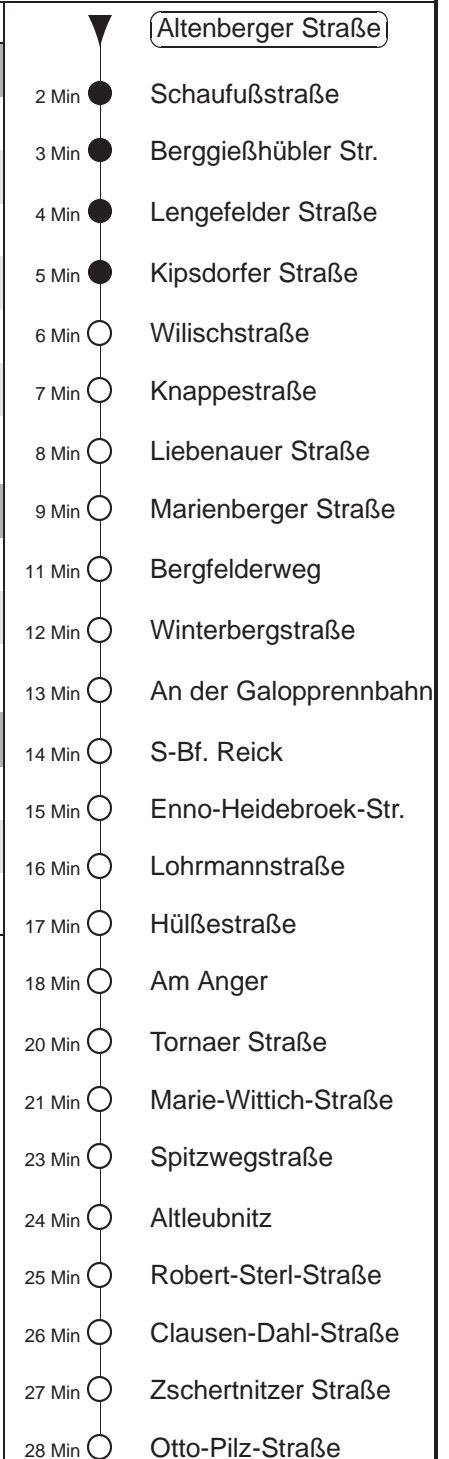 Altenberger Straße
2 Min Schaufußstraße
3 Min Berggießhübler Str.
4 Min Lengefelder Straße
5 Min Kipsdorfer Straße
6 Min Wilischstraße
7 Min Knappestraße
8 Min Liebenauer Straße
9 Min Marienberger Straße
11 Min Bergfelderweg
12 Min Winterbergstraße
13 Min An der Galopprennbahn
14 Min S-Bf. Reick
15 Min Enno-Heidebroek-Str.
16 Min Lohrmannstraße
17 Min Hülßestraße
18 Min Am Anger
20 Min Tornaer Straße
21 Min Marie-Wittich-Straße
23 Min Spitzwegstraße
24 Min Altleubnitz
25 Min Robert-Sterl-Straße
26 Min Clausen-Dahl-Straße
27 Min Zschertnitzer Straße
28 Min Otto-Pilz-Straße